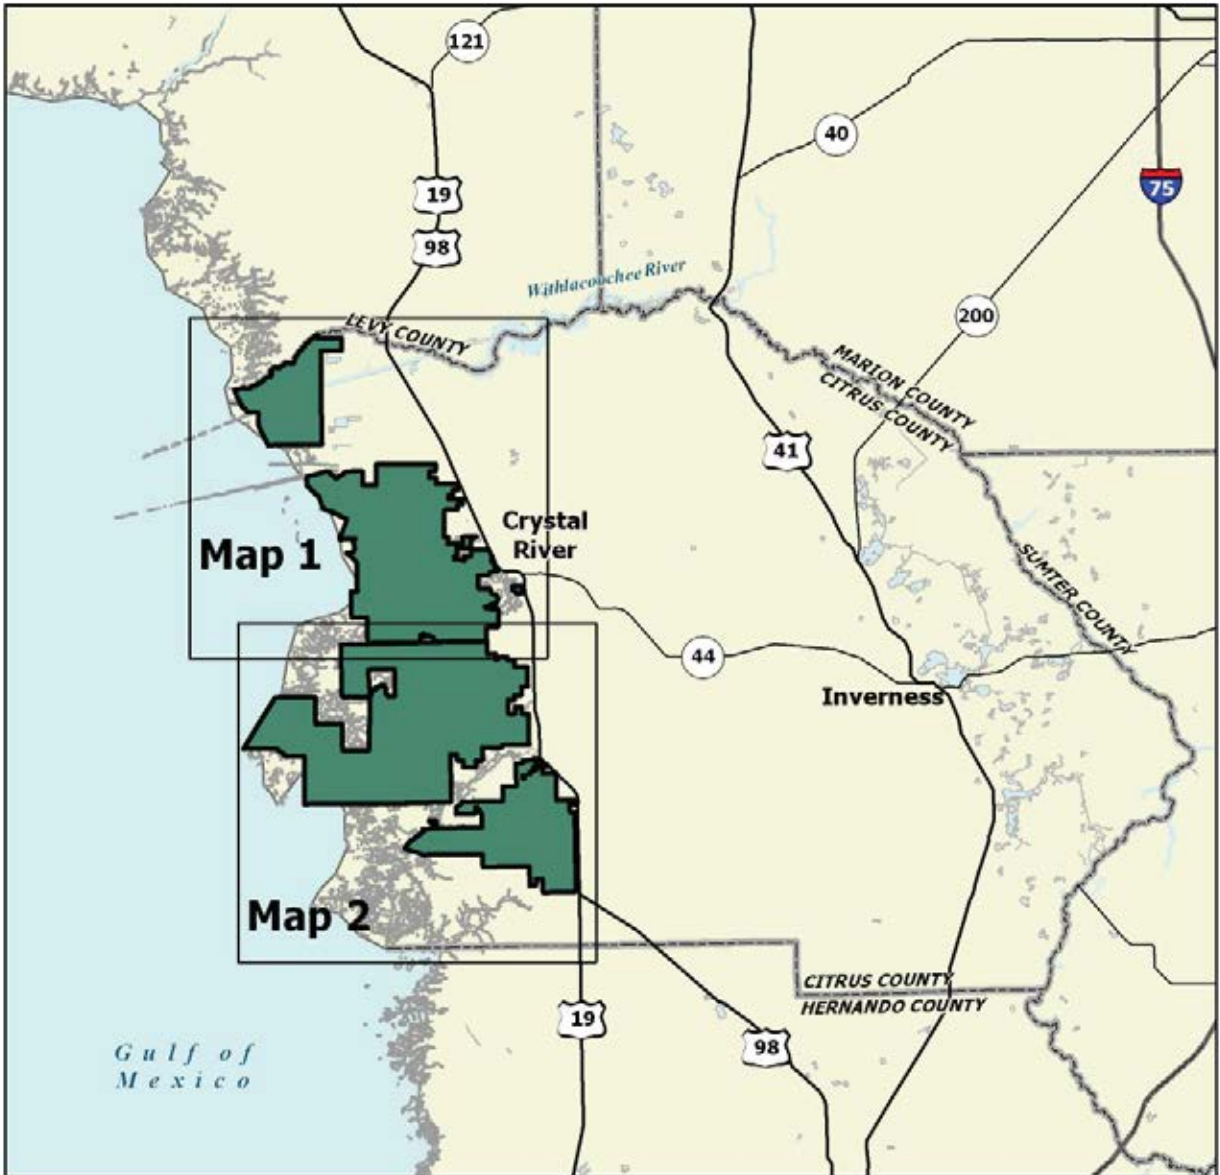 121
40
19
75
98
Withlacoochee River
200
LEVY COUNTY
MARION COUNTY
CITRUS COUNTY
41
Crystal
River
Map 1
SUMTER COUNTY
44
Inverness
Map 2
CITRUS COUNTY
HERNANDO COUNTY
19
98
Gulf of
Mexico